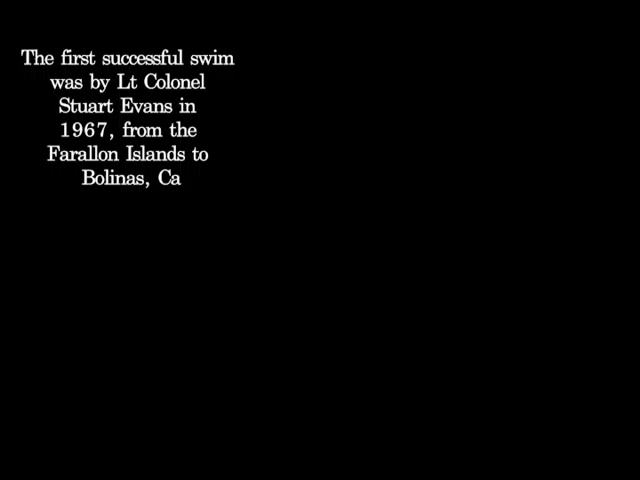 The first successful swim
was by Lt Colonel
Stuart Evans in
1967, from the
Farallon Islands to
Bolinas, Ca